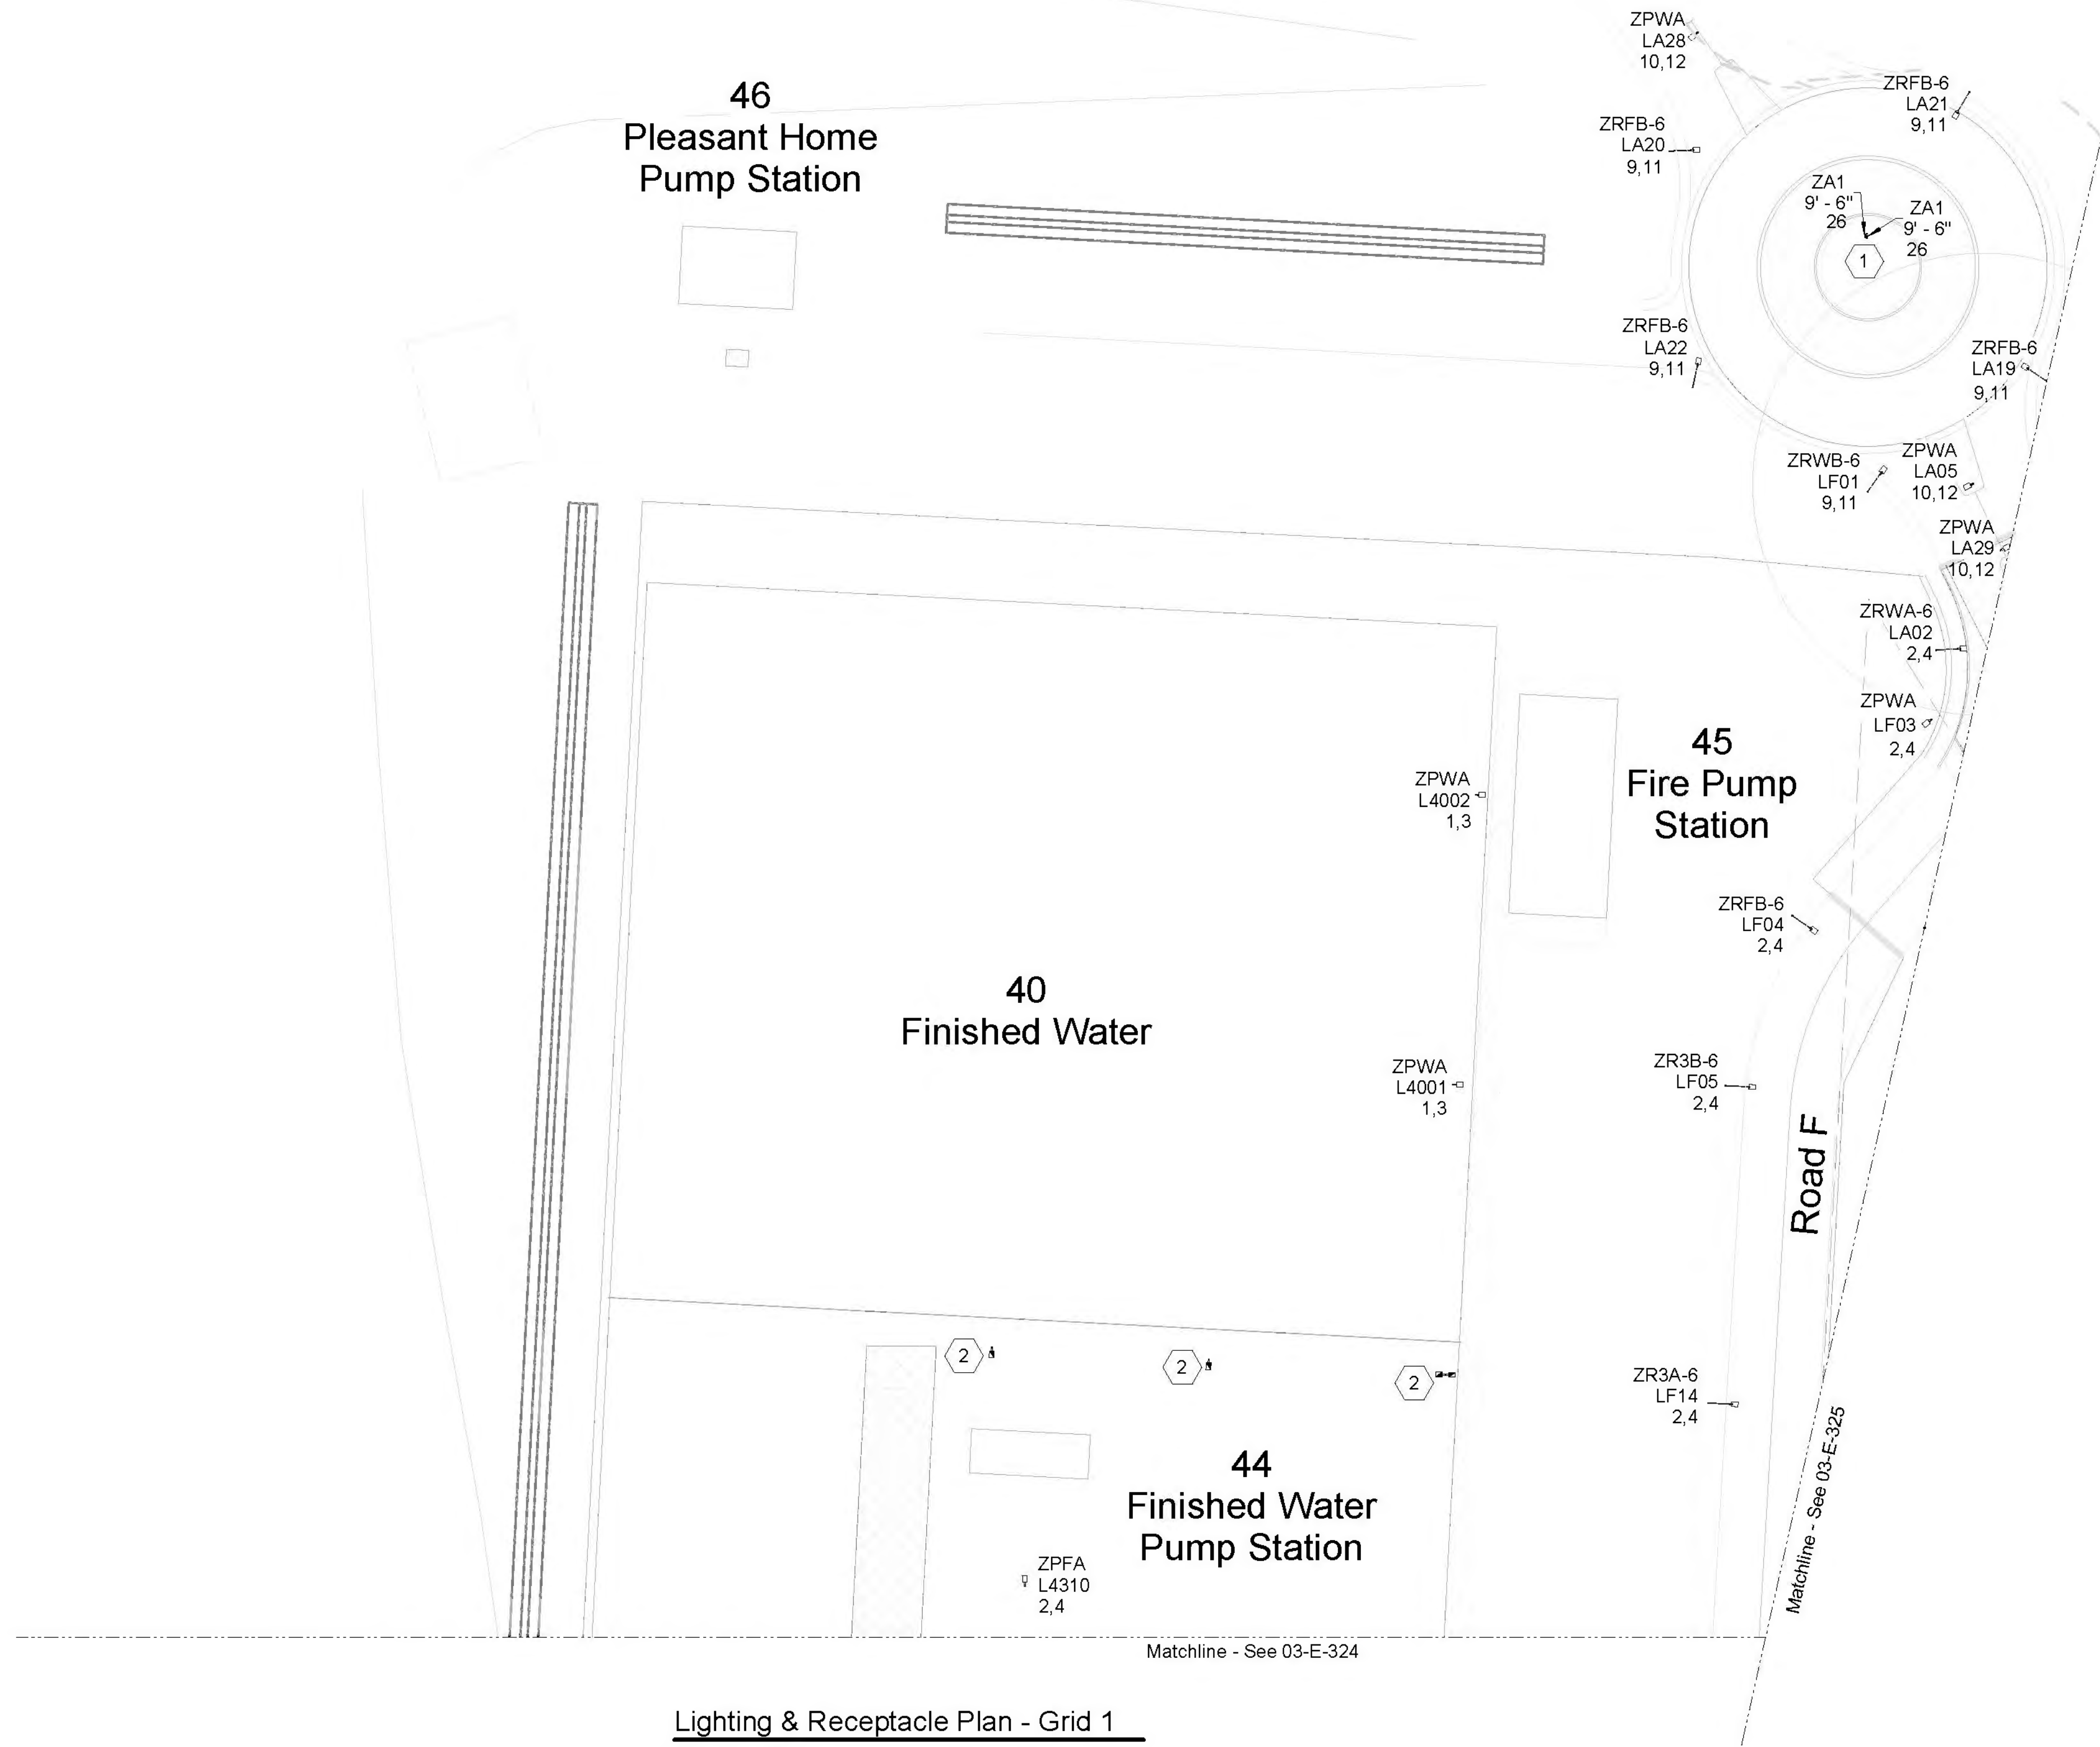 ZPWA
LA28
10,12
46
Pleasant Home
Pump Station
ZRFB-6
LA21
9,11
ZRFB-6
LA20
9,11
ZA1
9' - 6"
26
ZA1
9' - 6"
26
1
ZRFB-6
LA22
9,11
ZRFB-6
LA19
9,11
ZRWB-6
LF01
9,11
ZPWA
LA05
10,12
ZPWA
LA29
10,12
ZRWA-6
LA02
2,4
ZPWA
LF03
2,4
45
Fire Pump
Station
ZPWA
L4002
1,3
ZRFB-6
LF04
2,4
40
Finished Water
ZPWA
L4001
1,3
ZR3B-6
LF05
2,4
Road F
2
2
2
ZR3A-6
LF14
2,4
44
Finished Water
Pump Station
ZPFA
L4310
2,4
Matchline - See 03-E-325
Matchline - See 03-E-324
Lighting & Receptacle Plan - Grid 1